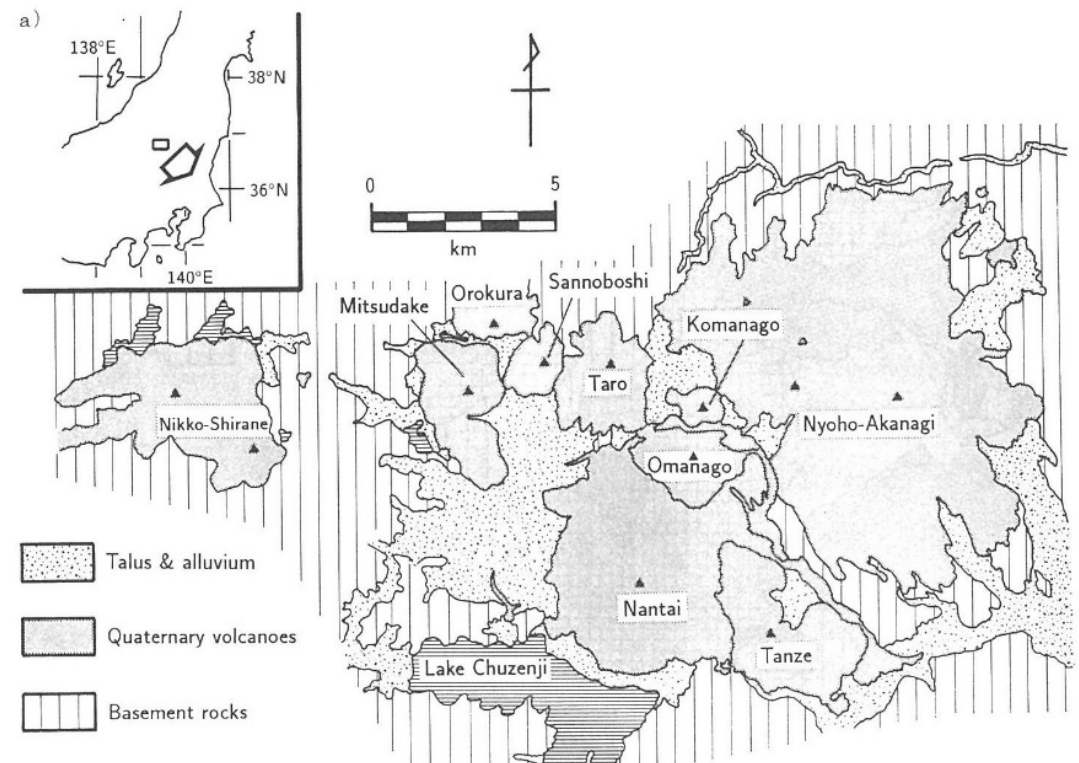 a)
138°E
38°N
36°N
140°E
0
5
km
Orokura
Sannoboshi
Mitsudake
Komanago
Taro
Nikko-Shirane
Nyoho-Akanagi
Omanago
Talus & alluvium
Nantai
Quaternary volcanoes
Tanze
Lake Chuzenji
Basement rocks